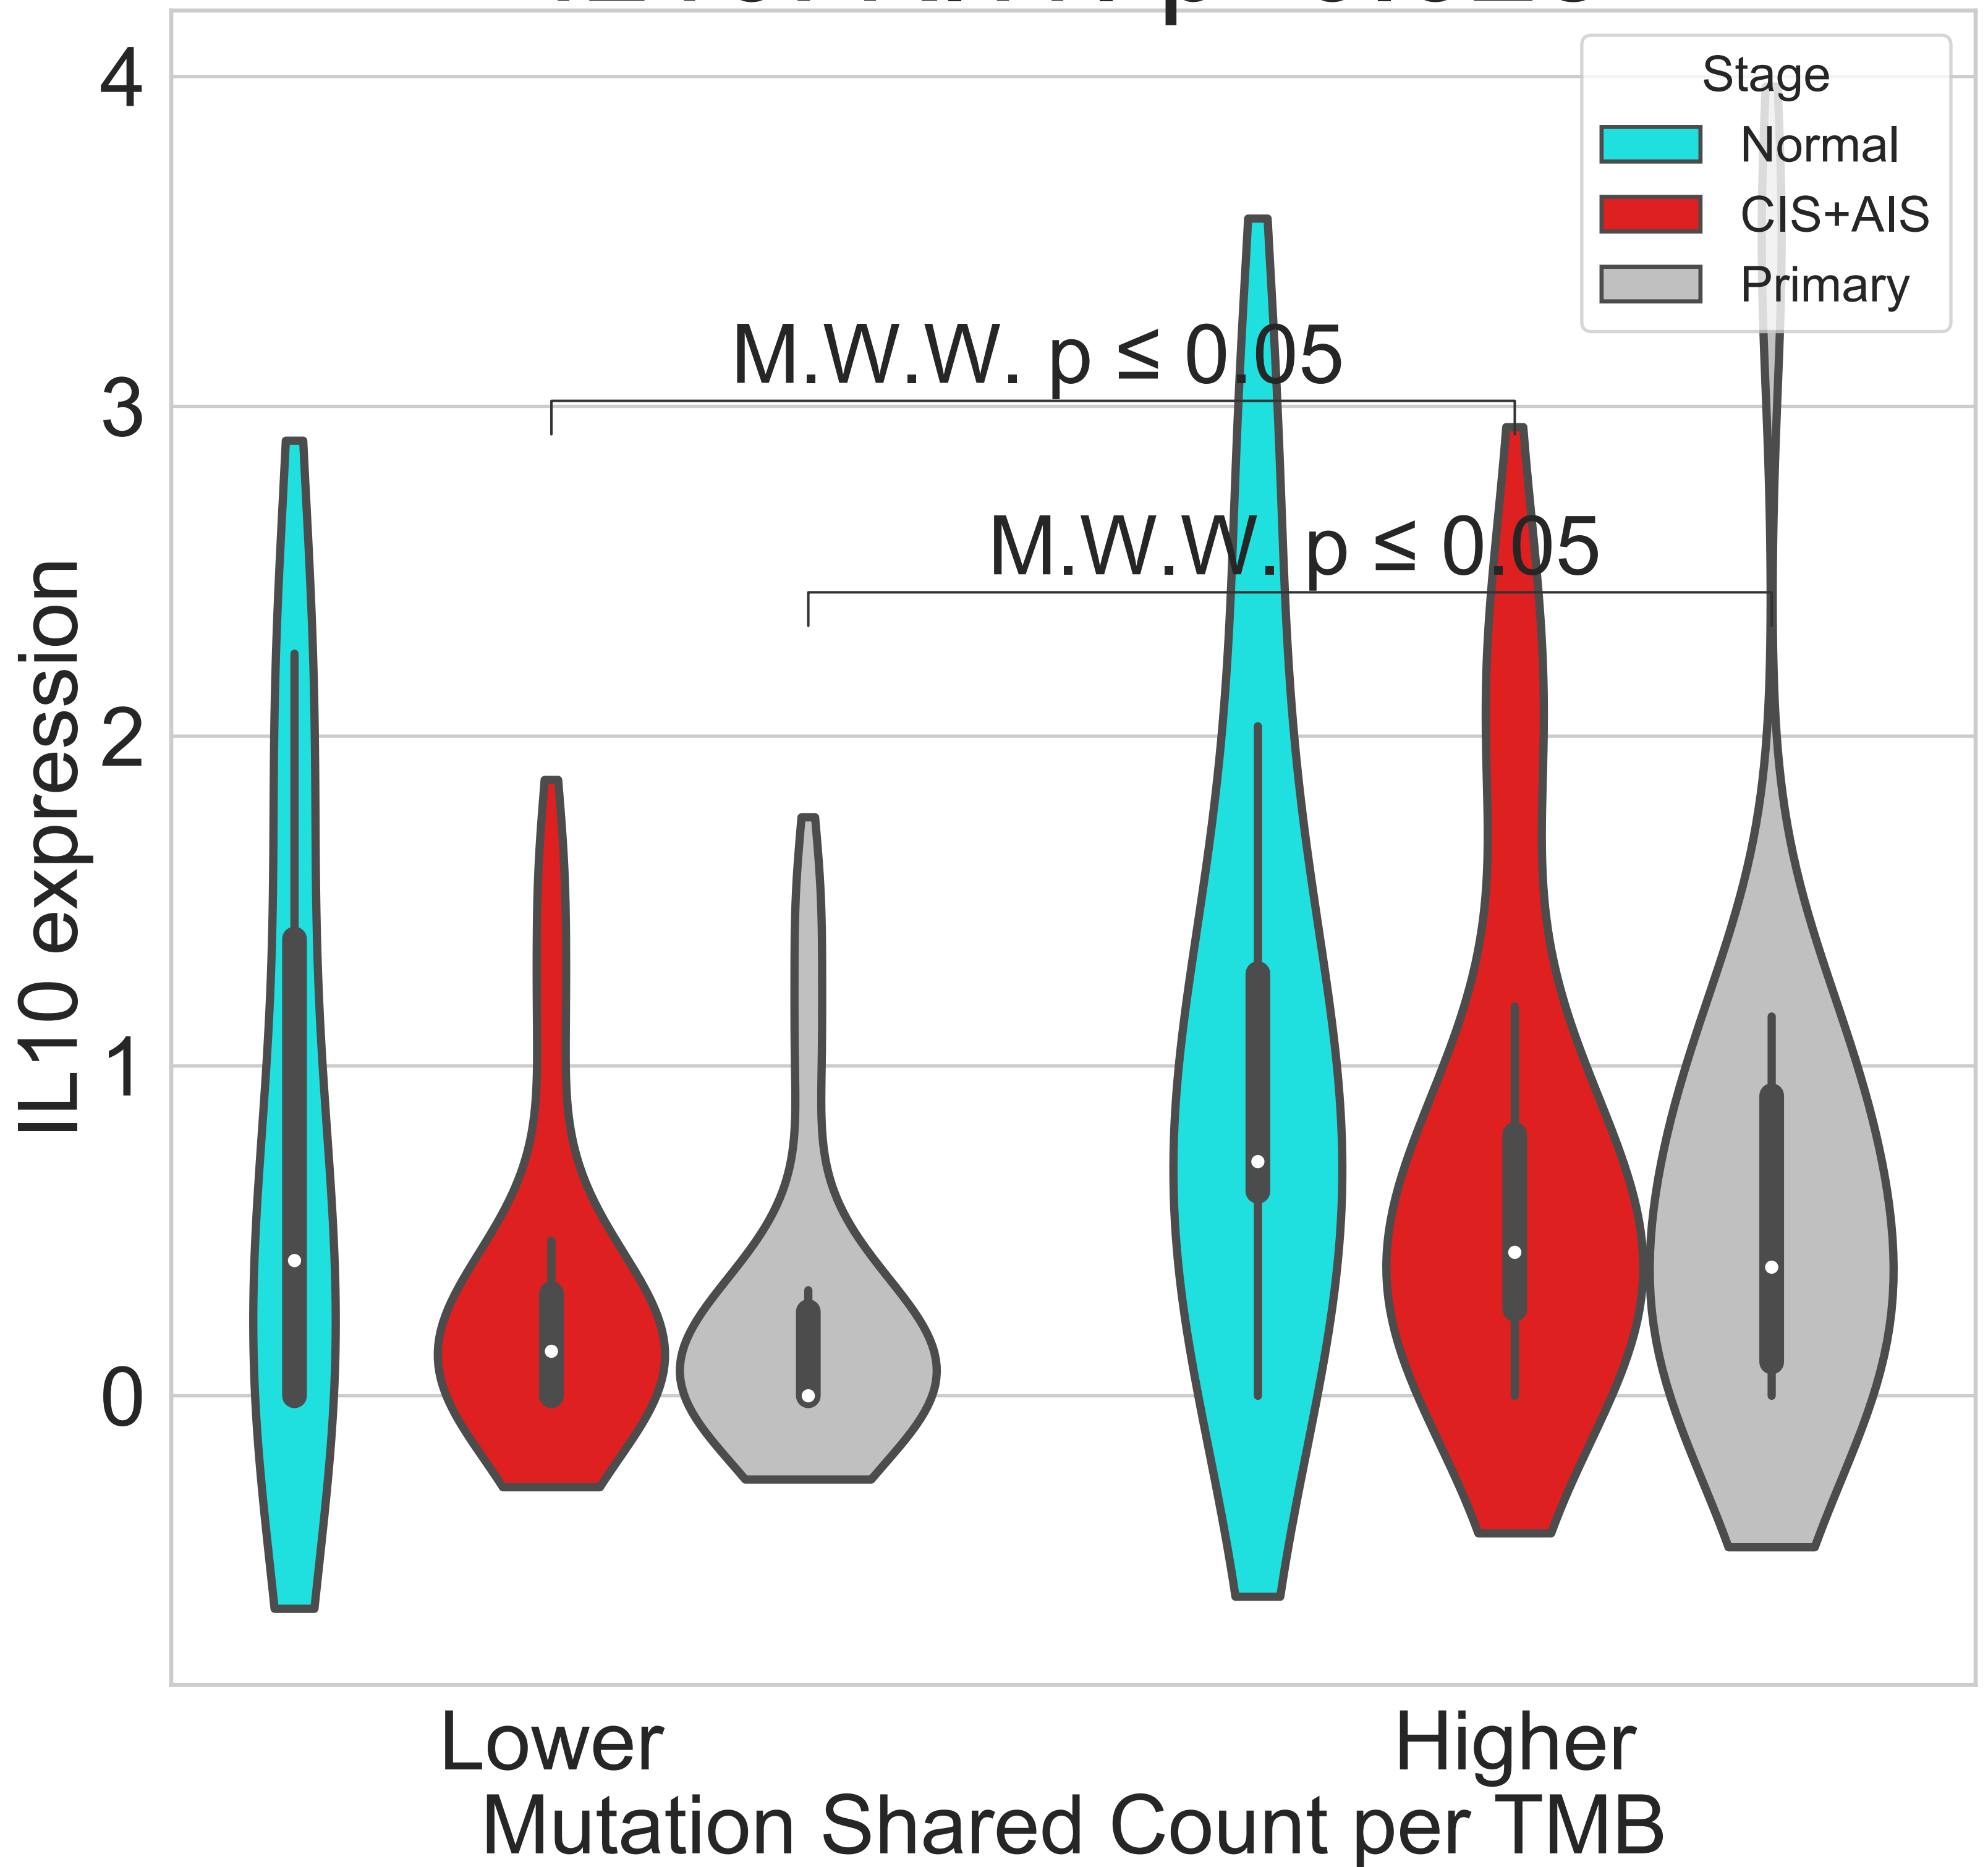 4
3
2
1
0
IL10 expression
Stage
Normal
CIS+AIS
Primary
M.W.W. p ≤ 0.05
M.W.W. p ≤ 0.05
Lower
Higher
Mutation Shared Count per TMB